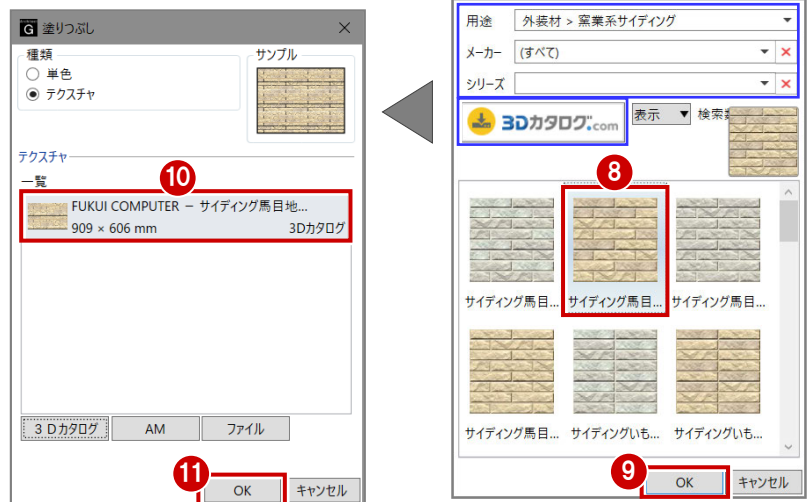 G 塗りつぶし
種類
単色
テクスチャ
サンプル
テクスチャ
一覧
10
FUKUI COMPUTER － サイディング馬目地...
909 × 606 mm 3Dカタログ
３Ｄカタログ AM ファイル
11
OK キャンセル
用途 外装材 > 窯業系サイディング
メーカー (すべて)
シリーズ
3Dカタログ.com 表示 検索
8
サイディング馬目... サイディング馬目... サイディング馬目...
サイディング馬目... サイディングいも... サイディングいも...
9
OK キャンセル